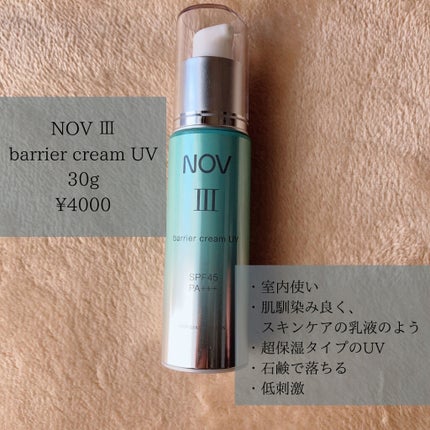 NOV Ⅲ
barrier cream UV
30g
¥4000
NOV
Ⅲ
barrier cream UV
SPF45
PA+++
・室内使い
・肌馴染み良く、
スキンケアの乳液のよう
・超保湿タイプのUV
・石鹸で落ちる
・低刺激